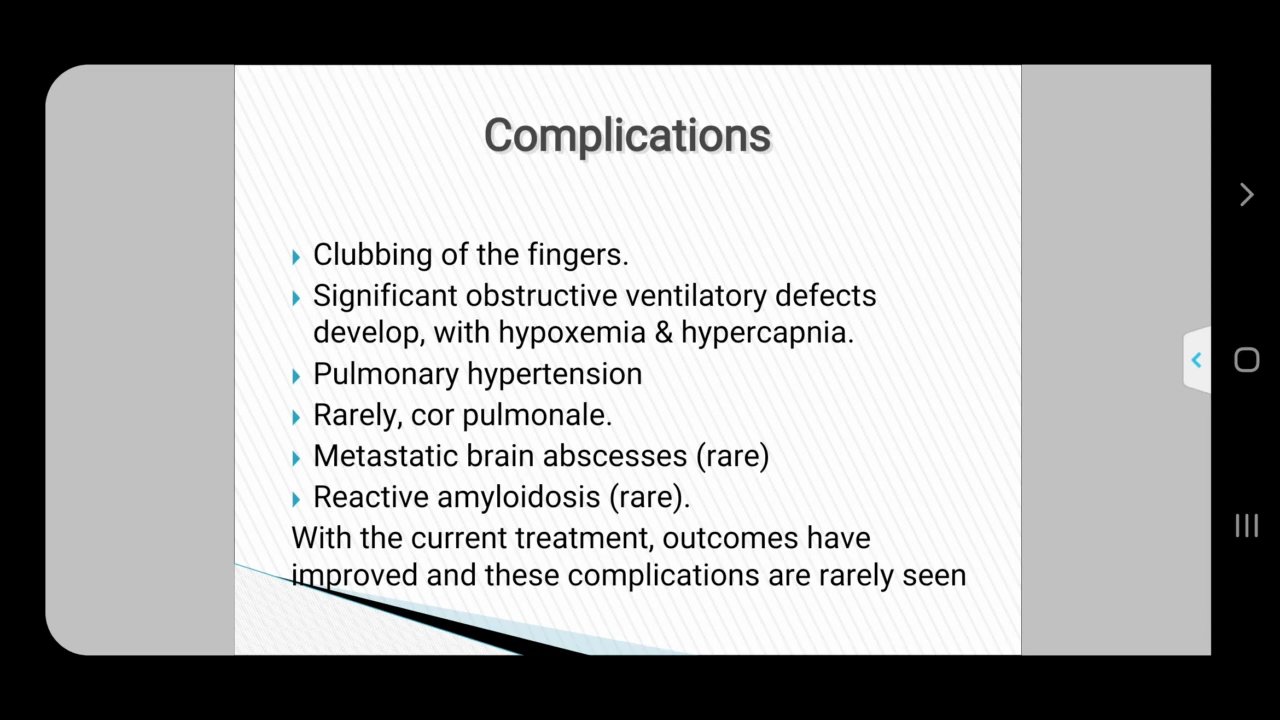 Complications
Clubbing of the fingers.
Significant obstructive ventilatory defects
develop, with hypoxemia & hypercapnia.
Pulmonary hypertension
Rarely, cor pulmonale.
Metastatic brain abscesses (rare)
Reactive amyloidosis (rare).
With the current treatment, outcomes have
improved and these complications are rarely seen